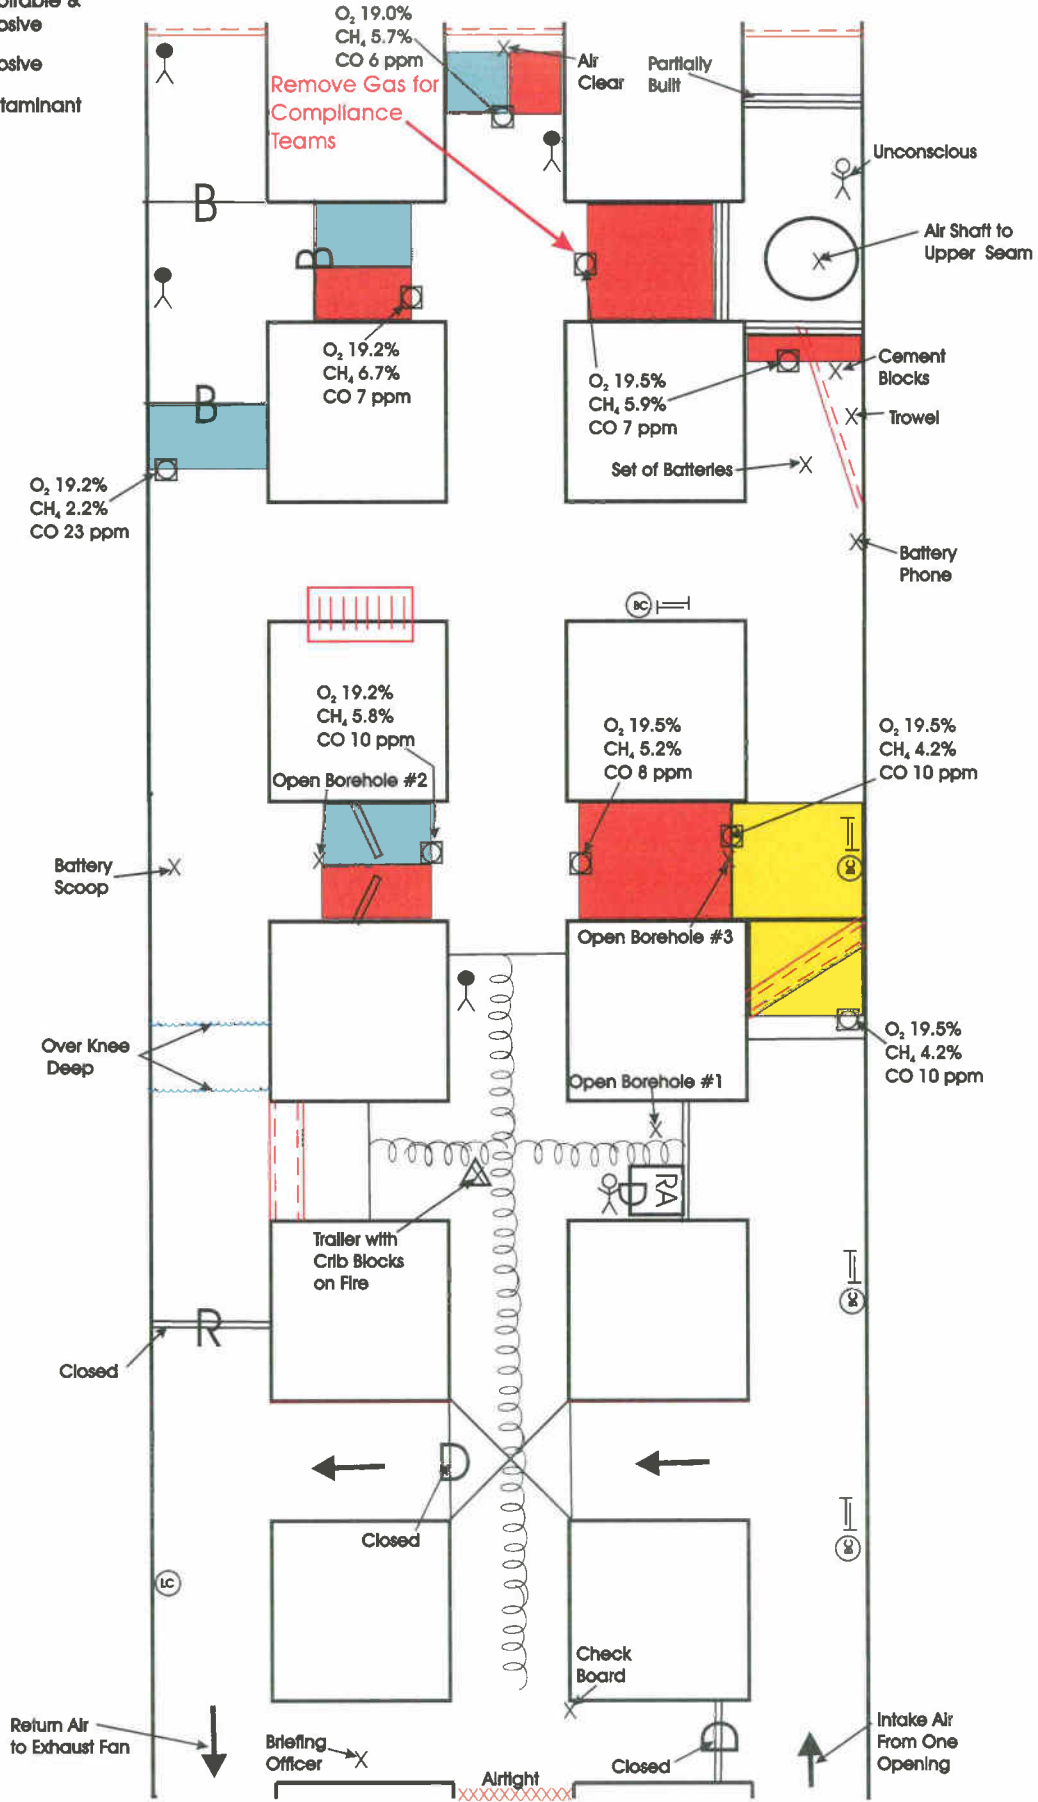 osive
osive
taminant
O₂ 19.0%
CH₄ 5.7%
CO 6 ppm
Air
Clear
Partially
Built
Remove Gas for
Compliance
Teams
Unconscious
B
B
Air Shaft to
Upper Seam
O₂ 19.2%
CH₄ 6.7%
CO 7 ppm
O₂ 19.5%
CH₄ 5.9%
CO 7 ppm
Cement
Blocks
B
Trowel
Set of Batteries
O₂ 19.2%
CH₄ 2.2%
CO 23 ppm
Battery
Phone
BC
O₂ 19.2%
CH₄ 5.8%
CO 10 ppm
O₂ 19.5%
CH₄ 5.2%
CO 8 ppm
O₂ 19.5%
CH₄ 4.2%
CO 10 ppm
Open Borehole #2
Battery
Scoop
BC
Open Borehole #3
Over Knee
Deep
O₂ 19.5%
CH₄ 4.2%
CO 10 ppm
Open Borehole #1
D
RA
Trailer with
Crib Blocks
on Fire
BC
R
Closed
D
Closed
BC
LC
Check
Board
Return Air
to Exhaust Fan
Briefing
Officer
Airtight
Closed
D
Intake Air
From One
Opening